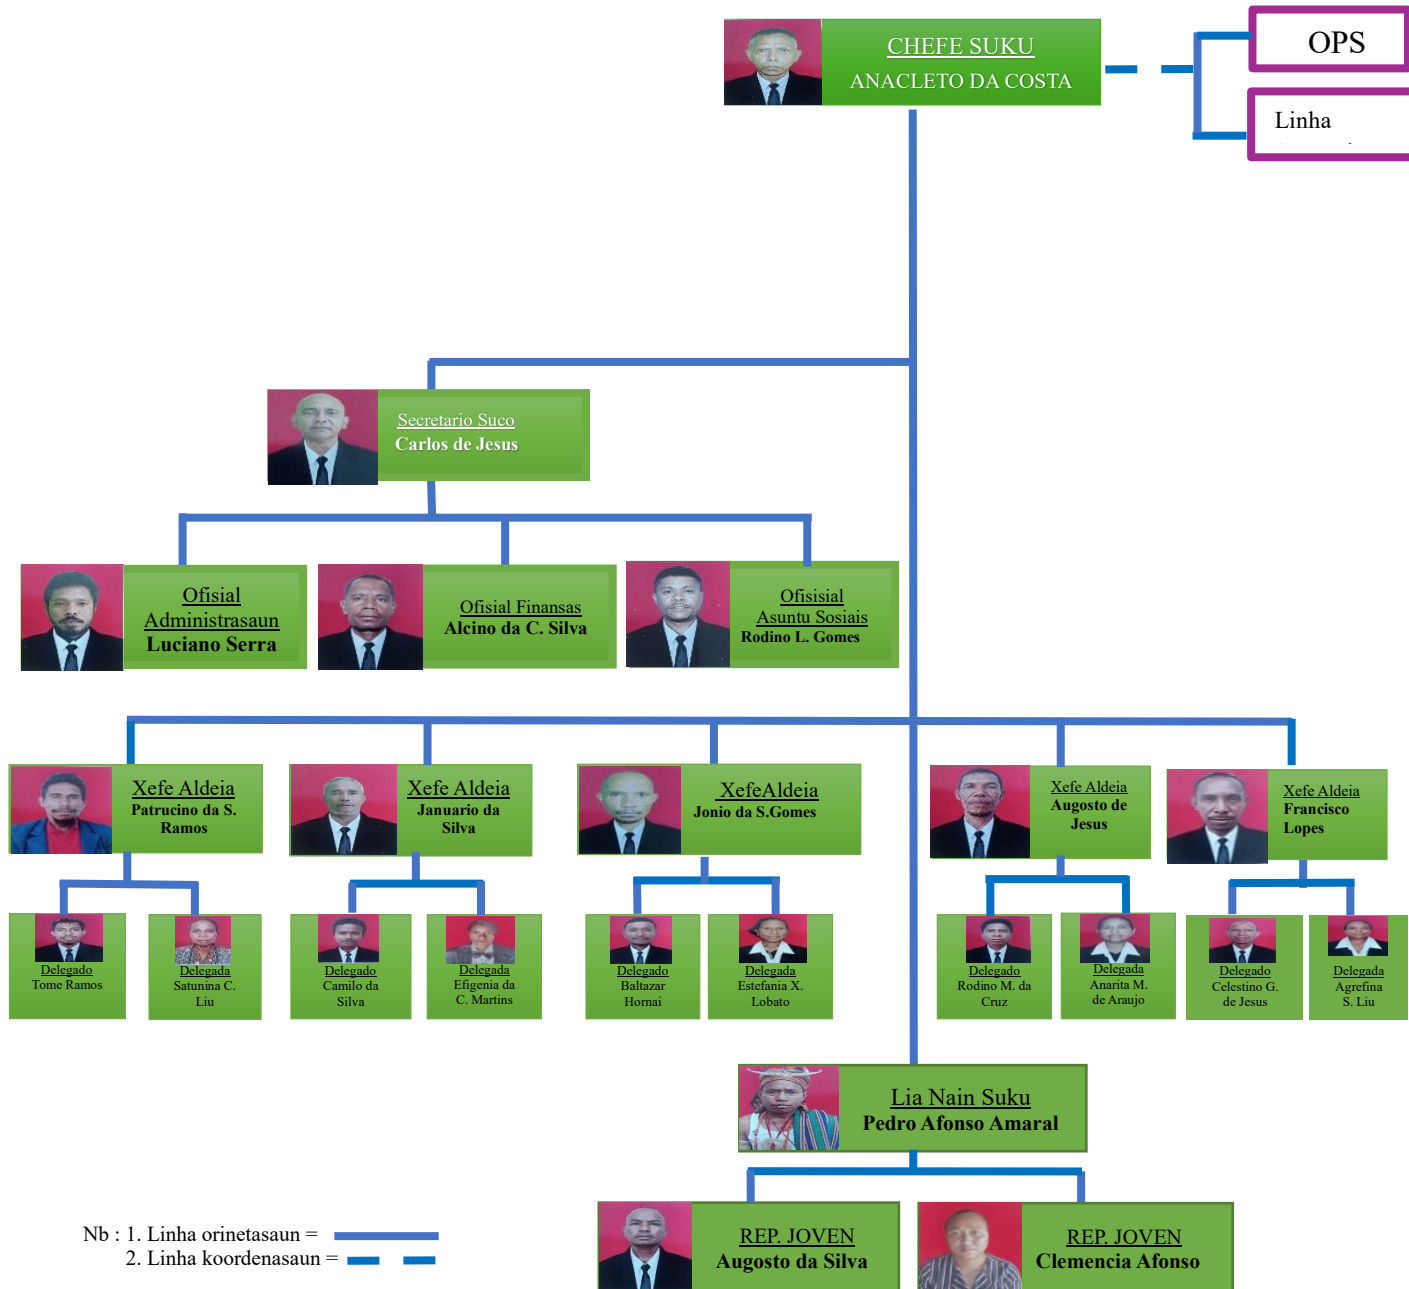 CHEFE SUKU
ANACLETO DA COSTA
OPS
Linha
Secretario Suco
Carlos de Jesus
Ofisial
Administrasaun
Luciano Serra
Ofisial Finansas
Alcino da C. Silva
Ofisisial
Asuntu Sosiais
Rodino L. Gomes
Xefe Aldeia
Patrucino da S.
Ramos
Xefe Aldeia
Januario da
Silva
XefeAldeia
Jonio da S.Gomes
Xefe Aldeia
Augosto de
Jesus
Xefe Aldeia
Francisco
Lopes
Delegado
Tome Ramos
Delegada
Satunina C.
Liu
Delegado
Camilo da
Silva
Delegada
Efigenia da
C. Martins
Delegado
Baltazar
Hornai
Delegada
Estefania X.
Lobato
Delegado
Rodino M. da
Cruz
Delegada
Anarita M.
de Araujo
Delegado
Celestino G.
de Jesus
Delegada
Agrefina
S. Liu
Lia Nain Suku
Pedro Afonso Amaral
REP. JOVEN
Augosto da Silva
REP. JOVEN
Clemencia Afonso
Nb : 1. Linha orinetasaun =
2. Linha koordenasaun =